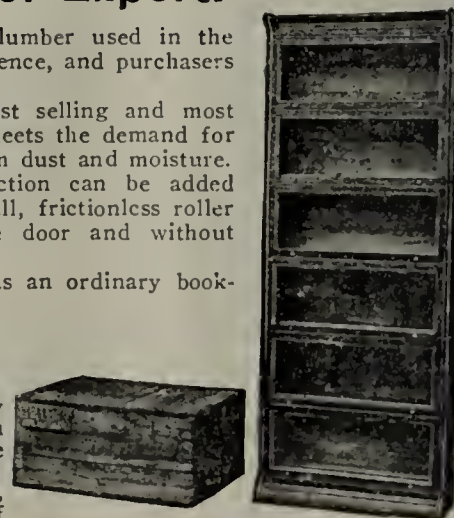 lumber used in the
ence, and purchasers
st selling and most
eets the demand for
n dust and moisture.
ction can be added
ll, frictionless roller
e door and without
as an ordinary book-